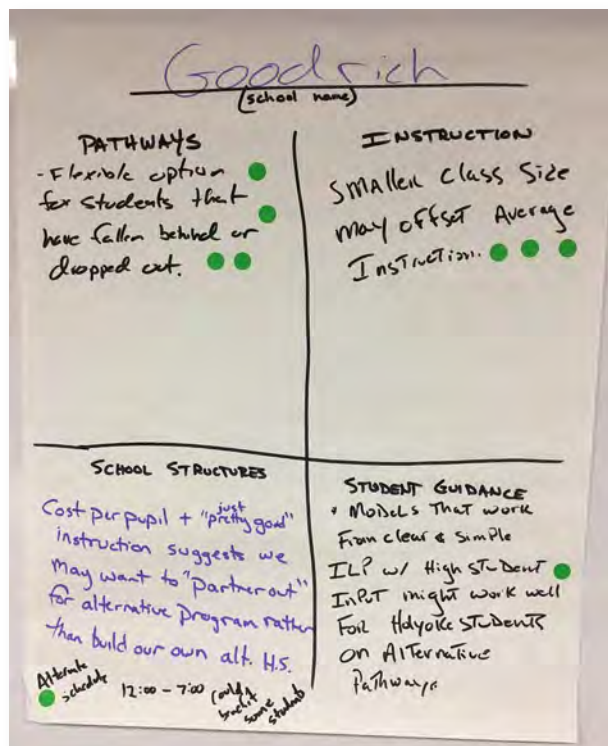 Goodrich
(school name)
PATHWAYS
- Flexible option
for students that
have fallen behind or
dropped out.
INSTRUCTION
SMALLER CLASS SIZE
MAY OFFSET AVERAGE
INSTRUCTION.
SCHOOL STRUCTURES
Cost per pupil + "just pretty good"
instruction suggests we
may want to "partner out"
for alternative program rather
than build our own alt. H.S.
Alternate
schedule
12:00 - 7:00 could
benefit
some
students
STUDENT GUIDANCE
• MODELS THAT WORK
From clear & simple
ILP w/ High STUDENT
INPUT might work well
FOR Holyoke STUDENTS
ON Alternative
Pathways